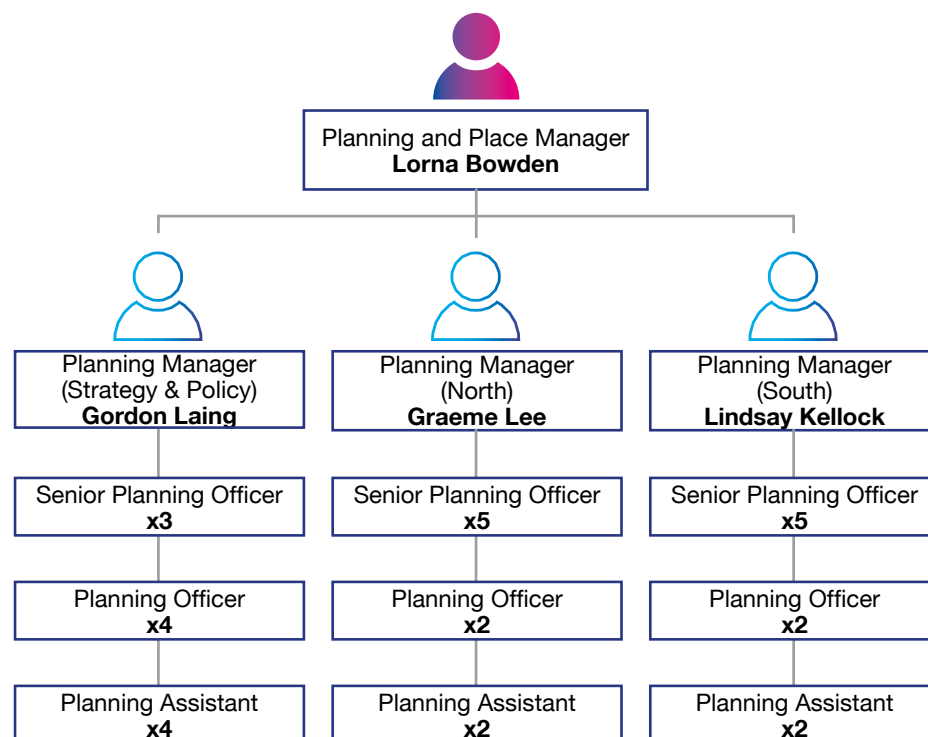 Planning and Place Manager
Lorna Bowden
Planning Manager
(Strategy & Policy)
Gordon Laing
Planning Manager
(North)
Graeme Lee
Planning Manager
(South)
Lindsay Kellock
Senior Planning Officer
x3
Senior Planning Officer
x5
Senior Planning Officer
x5
Planning Officer
x4
Planning Officer
x2
Planning Officer
x2
Planning Assistant
x4
Planning Assistant
x2
Planning Assistant
x2